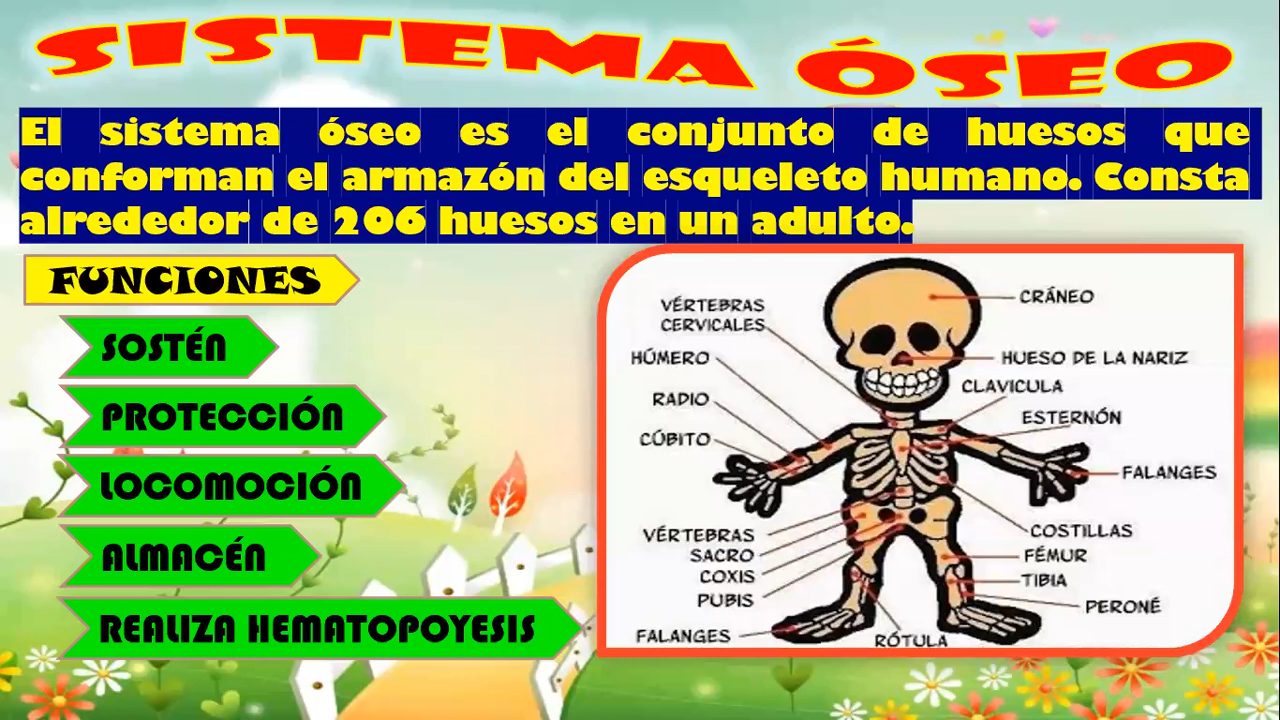 SISTEMA ÓSEO
El sistema óseo es el conjunto de huesos que
conforman el armazón del esqueleto humano. Consta
alrededor de 206 huesos en un adulto.
FUNCIONES
SOSTÉN
PROTECCIÓN
LOCOMOCIÓN
ALMACÉN
REALIZA HEMATOPOYESIS
CRÁNEO
VÉRTEBRAS
CERVICALES
HÚMERO
HUESO DE LA NARIZ
CLAVICULA
RADIO
ESTERNÓN
CÚBITO
FALANGES
VÉRTEBRAS
COSTILLAS
SACRO
FÉMUR
COXIS
TIBIA
PUBIS
PERONÉ
FALANGES
RÓTULA